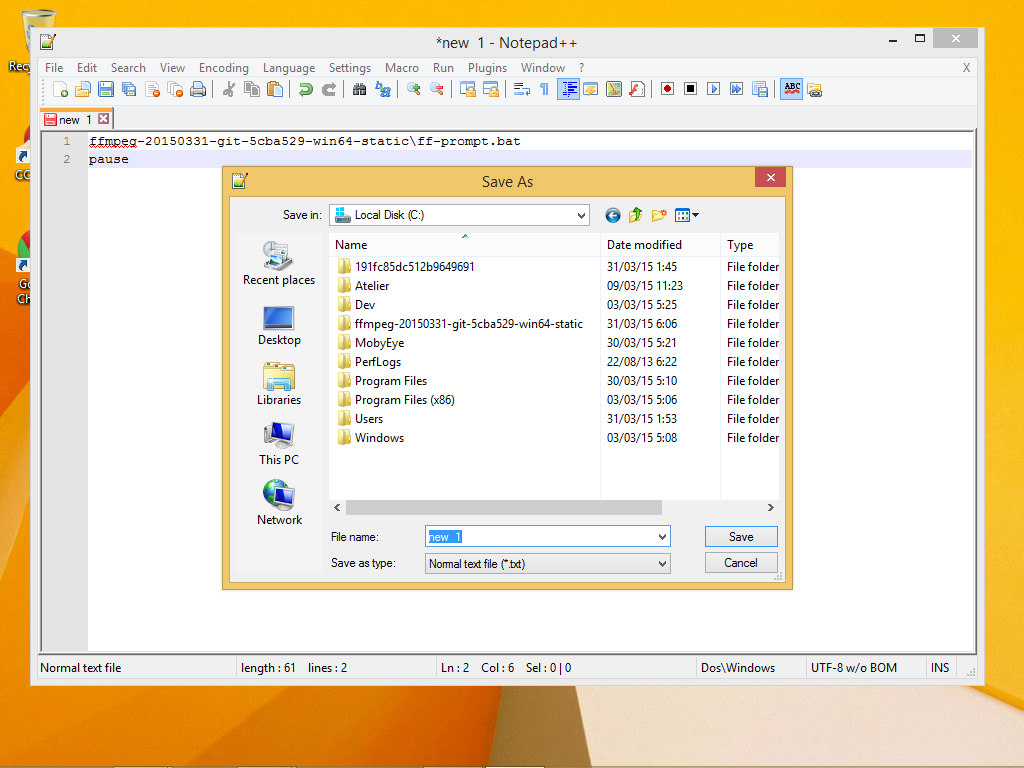 Recy
*new 1 - Notepad++
File Edit Search View Encoding Language Settings Macro Run Plugins Window ? X
ABC
new 1
1 ffmpeg-20150331-git-5cba529-win64-static\ff-prompt.bat
2 pause
CC
Go
Ch
Save As
Save in: Local Disk (C:)
Name Date modified Type
191fc85dc512b9649691 31/03/15 1:45 File folder
Atelier 09/03/15 11:23 File folder
Dev 03/03/15 5:25 File folder
ffmpeg-20150331-git-5cba529-win64-static 31/03/15 6:06 File folder
MobyEye 30/03/15 5:21 File folder
PerfLogs 22/08/13 6:22 File folder
Program Files 30/03/15 5:10 File folder
Program Files (x86) 03/03/15 5:06 File folder
Users 31/03/15 1:53 File folder
Windows 03/03/15 5:08 File folder
Recent places
Desktop
Libraries
This PC
Network
File name: new 1 Save
Save as type: Normal text file (*.txt) Cancel
Normal text file length : 61 lines : 2 Ln : 2 Col : 6 Sel : 0 | 0 Dos\Windows UTF-8 w/o BOM INS